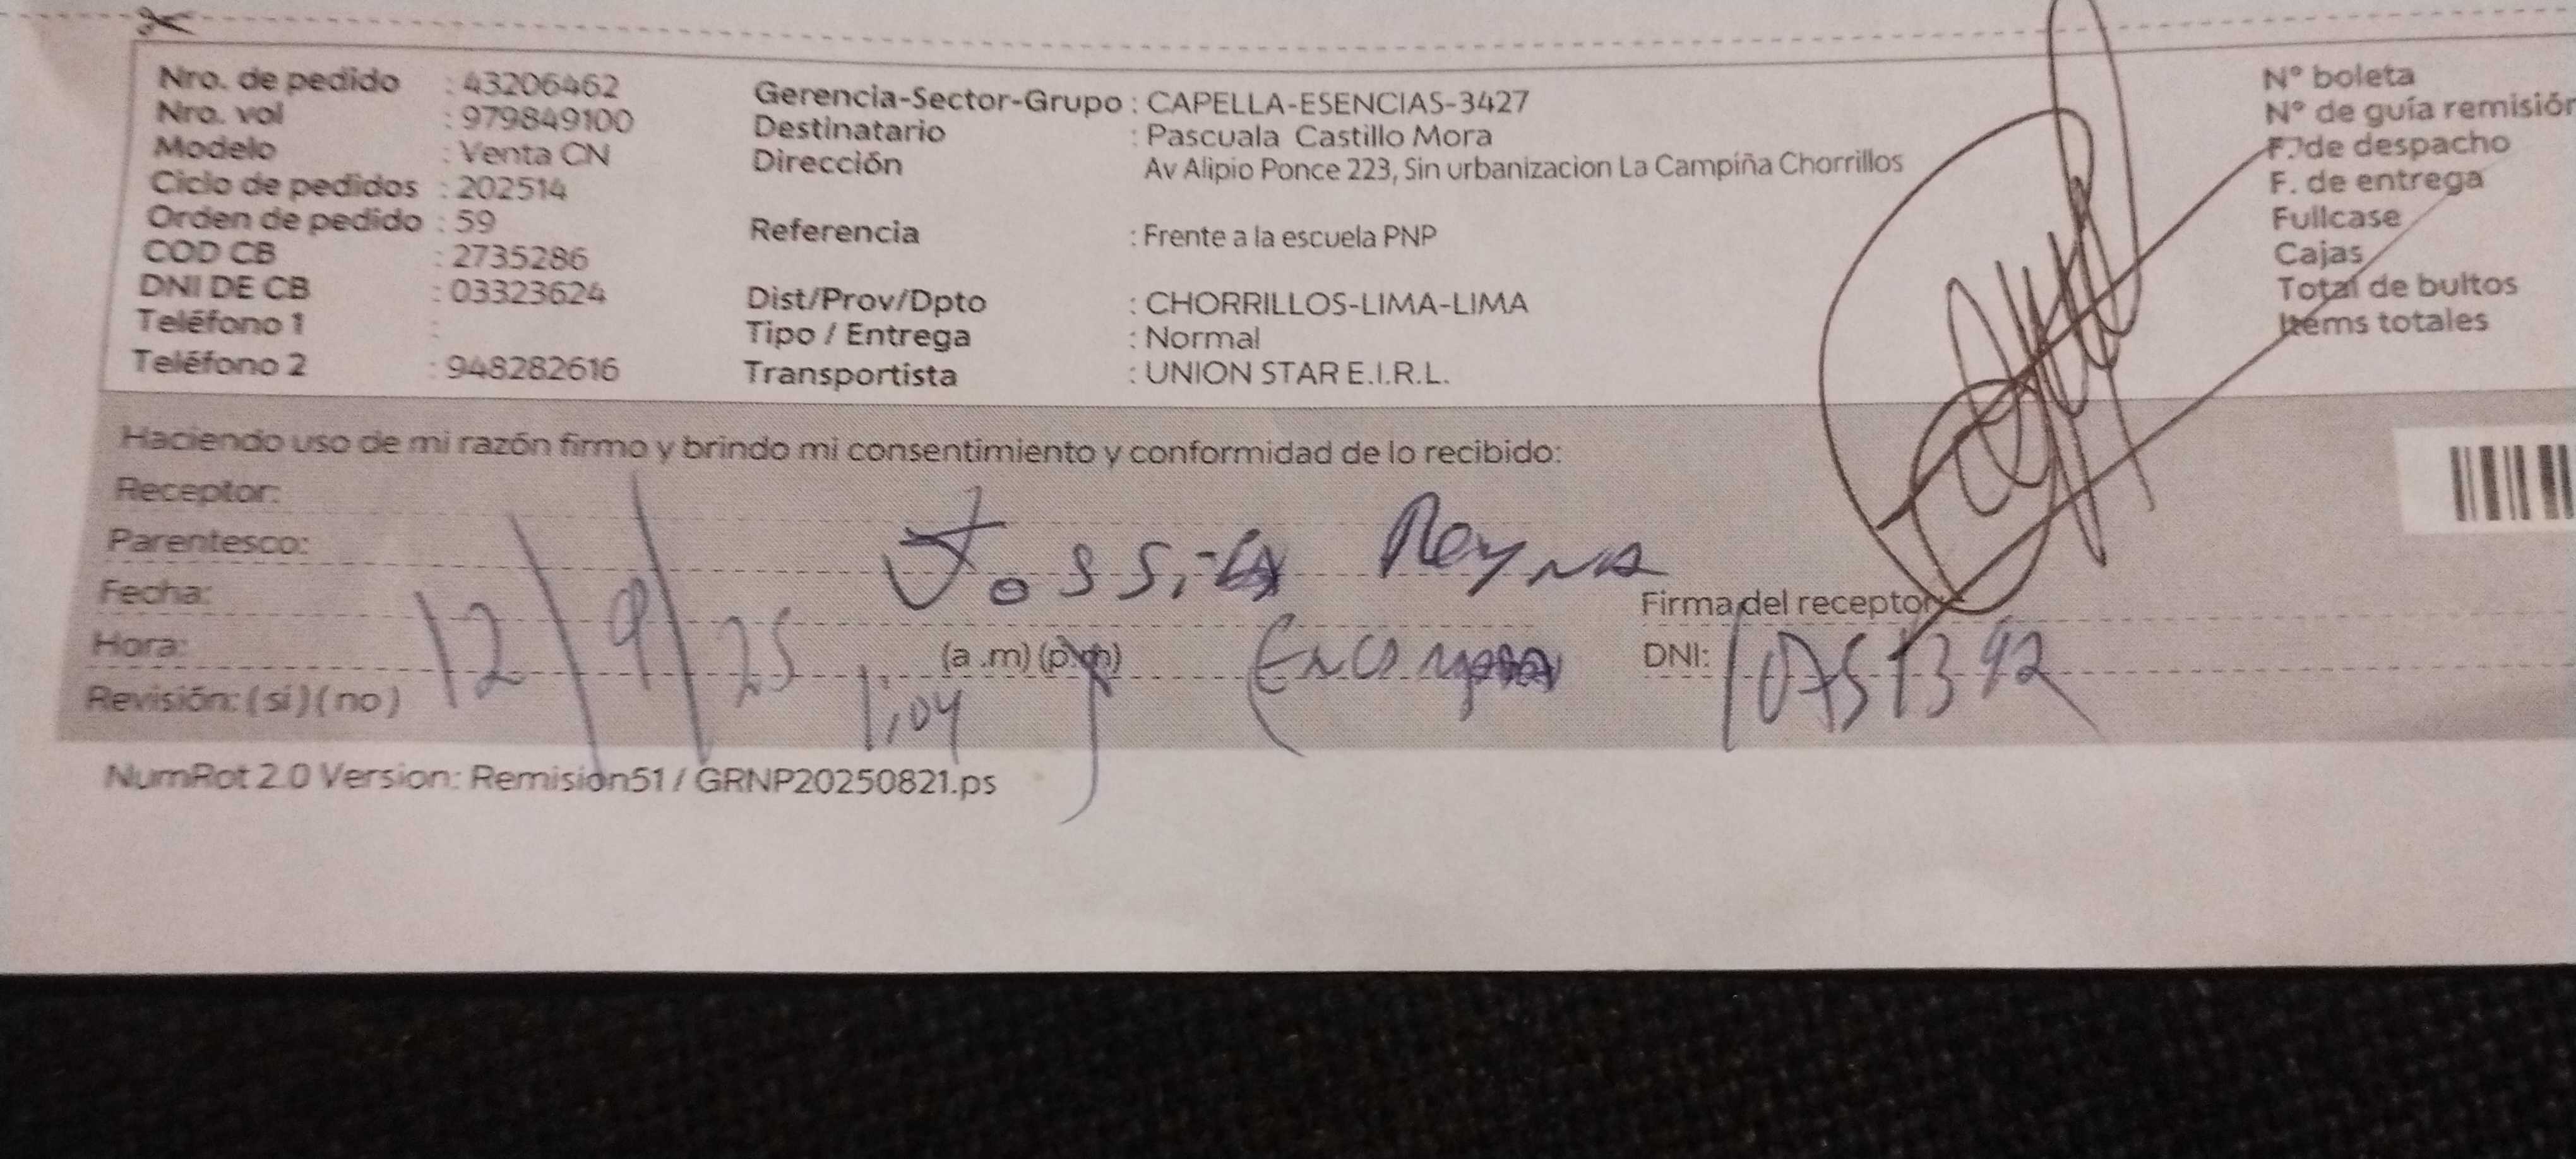 Nro. de pedido : 43206462
Nro. vol : 979849100
Modelo : Venta CN
Ciclo de pedidos : 202514
Orden de pedido : 59
COD CB : 2735286
DNI DE CB : 03323624
Teléfono 1 :
Teléfono 2 : 948282616
Gerencia-Sector-Grupo : CAPELLA-ESENCIAS-3427
Destinatario : Pascuala Castillo Mora
Dirección Av Alipio Ponce 223, Sin urbanizacion La Campiña Chorrillos
Referencia : Frente a la escuela PNP
Dist/Prov/Dpto : CHORRILLOS-LIMA-LIMA
Tipo / Entrega : Normal
Transportista : UNION STAR E.I.R.L.
Nº boleta
Nº de guía remisión
F. de despacho
F. de entrega
Fullcase
Cajas
Total de bultos
Items totales
Haciendo uso de mi razón firmo y brindo mi consentimiento y conformidad de lo recibido:
Receptor:
Parentesco: Reyna
Fecha: 12/9/25 Firma del receptor
Hora: 1:04 (a .m) (p.m) DNI:
Revisión: ( si ) ( no )
NumRot 2.0 Version: Remision51 / GRNP20250821.ps